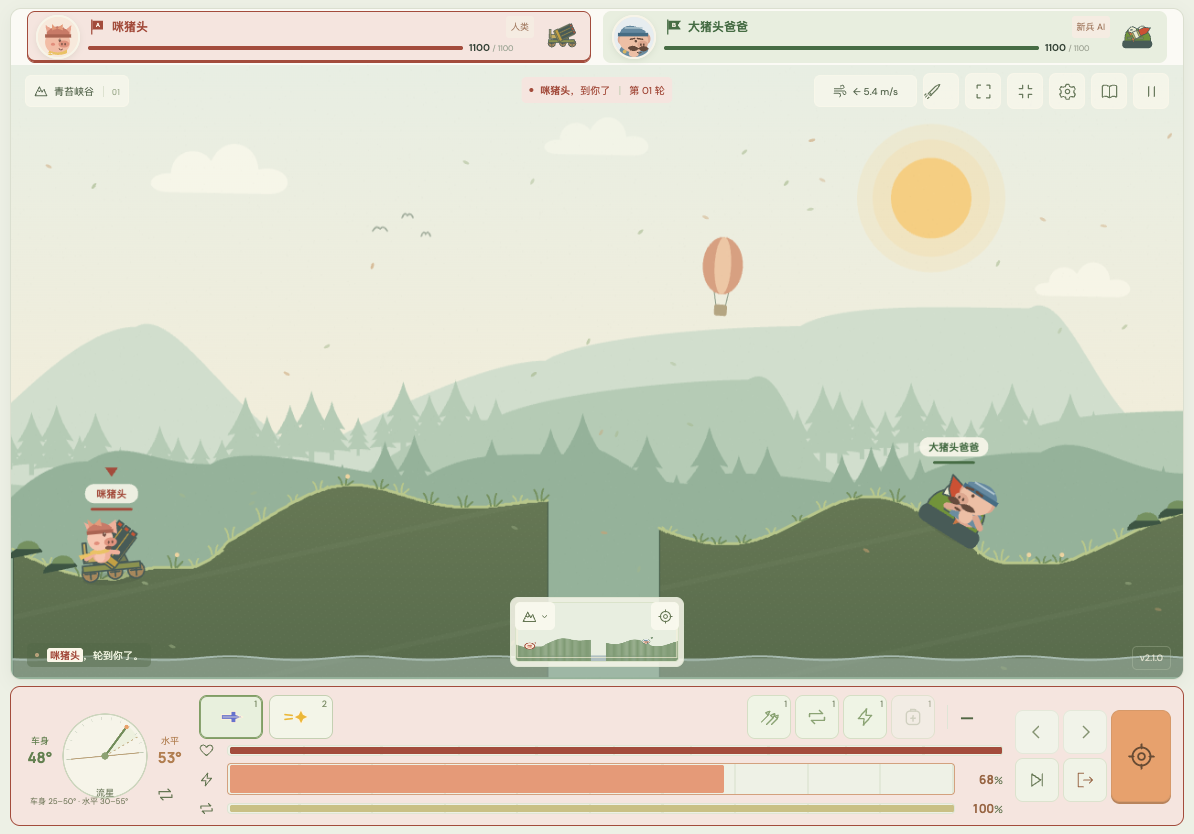 咪猪头
人类
1100 / 1100
大猪头爸爸
新兵 AI
1100 / 1100
青苔峡谷 01
咪猪头，到你了 第 01 轮
← 5.4 m/s
大猪头爸爸
咪猪头
咪猪头，轮到你了。
v2.1.0
1
2
1
1
1
1
车身
48°
水平
53°
流星
车身 25–50° · 水平 30–55°
68%
100%